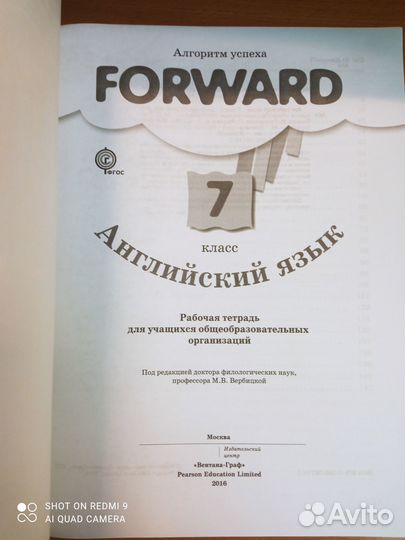 Алгоритм успеха
FORWARD
ФГОС
7
класс
Английский язык
Рабочая тетрадь
для учащихся общеобразовательных
организаций
Под редакцией доктора филологических наук,
профессора М.В. Вербицкой
Москва
Издательский
центр
«Вентана-Граф»
Pearson Education Limited
2016
SHOT ON REDMI 9
AI QUAD CAMERA
Avito